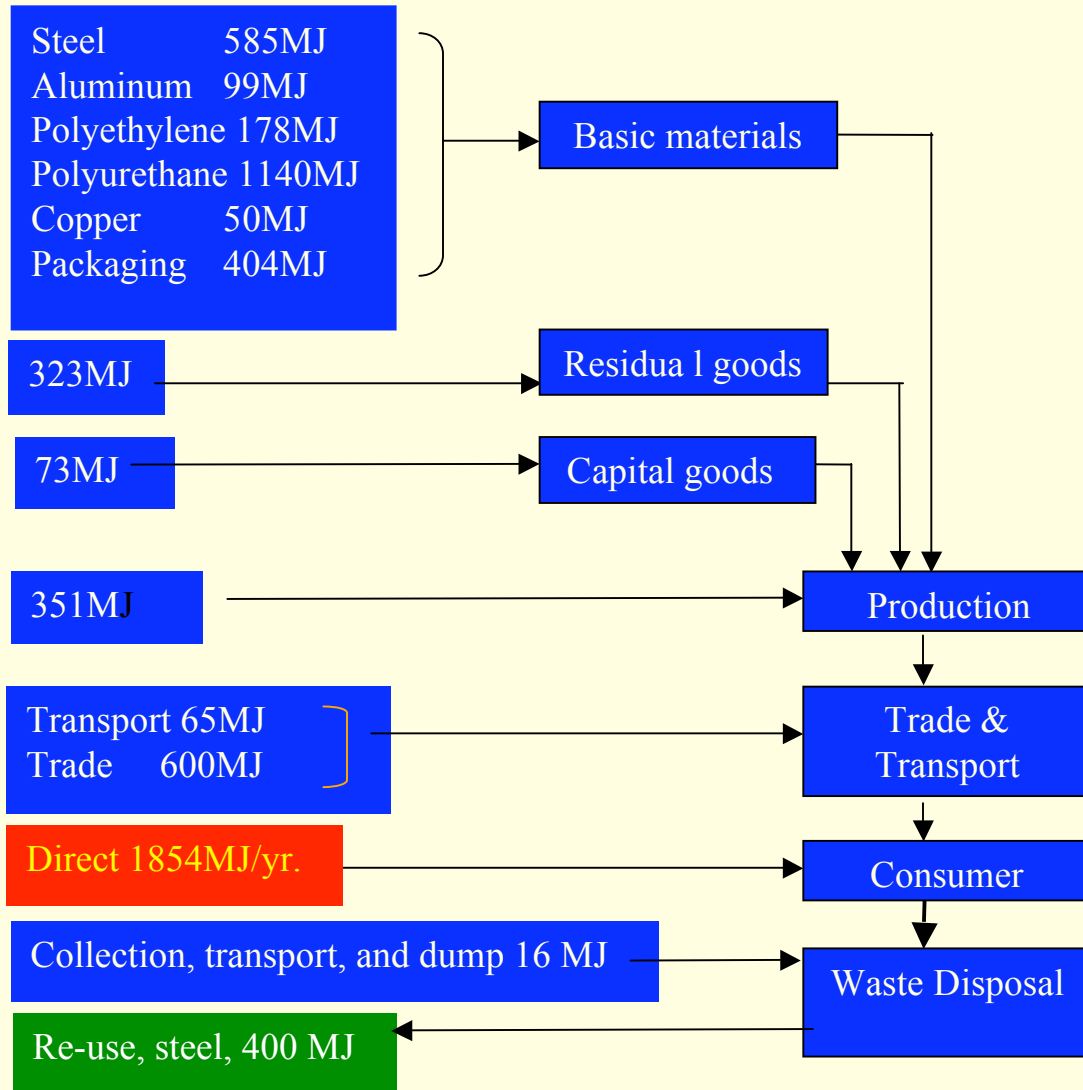 Steel 585MJ
Aluminum 99MJ
Polyethylene 178MJ
Polyurethane 1140MJ
Copper 50MJ
Packaging 404MJ
Basic materials
323MJ
Residua l goods
73MJ
Capital goods
351MJ
Production
Transport 65MJ
Trade 600MJ
Trade &
Transport
Direct 1854MJ/yr.
Consumer
Collection, transport, and dump 16 MJ
Waste Disposal
Re-use, steel, 400 MJ